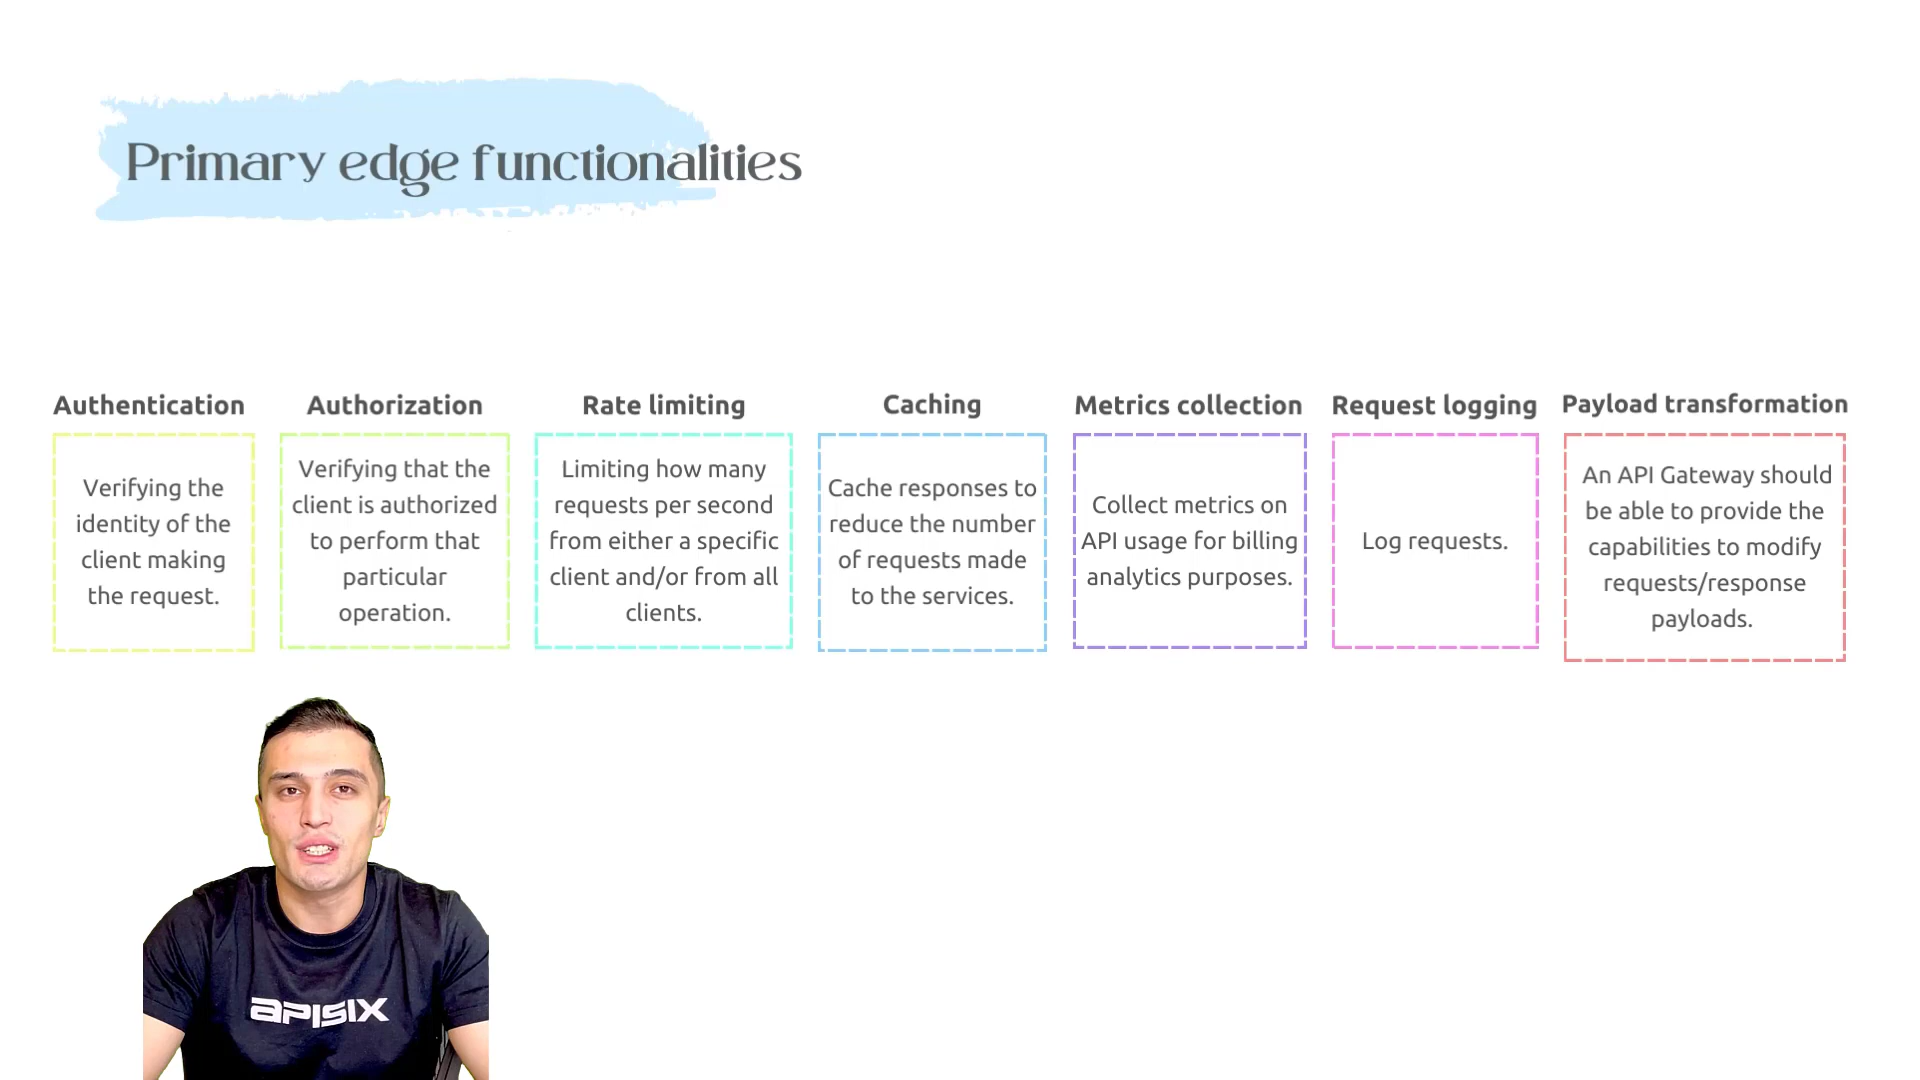 Primary edge functionalities
Authentication
Verifying the
identity of the
client making
the request.
Authorization
Verifying that the
client is authorized
to perform that
particular
operation.
Rate limiting
Limiting how many
requests per second
from either a specific
client and/or from all
clients.
Caching
Cache responses to
reduce the number
of requests made
to the services.
Metrics collection
Collect metrics on
API usage for billing
analytics purposes.
Request logging
Log requests.
Payload transformation
An API Gateway should
be able to provide the
capabilities to modify
requests/response
payloads.
APISIX